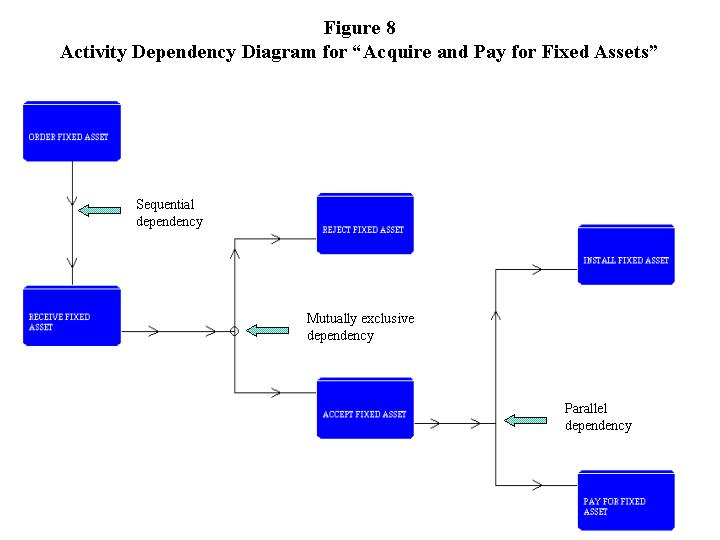 Figure 8
Activity Dependency Diagram for “Acquire and Pay for Fixed Assets”
ORDER FIXED ASSET
Sequential
dependency
REJECT FIXED ASSET
INSTALL FIXED ASSET
RECEIVE FIXED
ASSET
Mutually exclusive
dependency
ACCEPT FIXED ASSET
Parallel
dependency
PAY FOR FIXED
ASSET